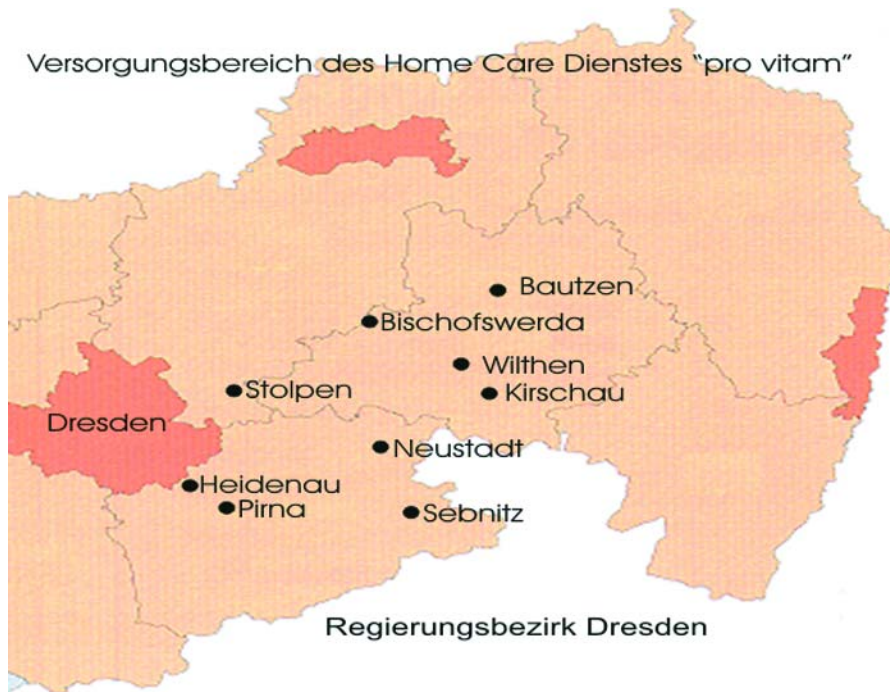 Versorgungsbereich des Home Care Dienstes "pro vitam"
Bautzen
Bischofswerda
Wilthen
Stolpen
Kirschau
Dresden
Neustadt
Heidenau
Pirna
Sebnitz
Regierungsbezirk Dresden